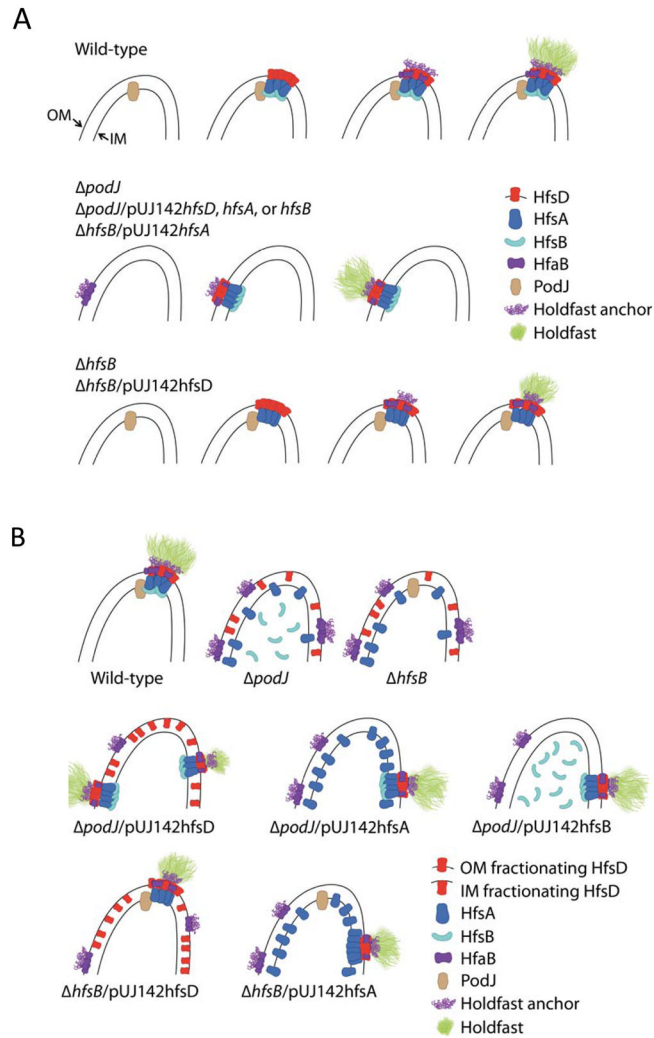 A
Wild-type
OM
IM
ΔpodJ
ΔpodJ/pUJ142hfsD, hfsA, or hfsB
ΔhfsB/pUJ142hfsA
HfsD
HfsA
HfsB
HfaB
PodJ
Holdfast anchor
Holdfast
ΔhfsB
ΔhfsB/pUJ142hfsD
B
Wild-type
ΔpodJ
ΔhfsB
ΔpodJ/pUJ142hfsD
ΔpodJ/pUJ142hfsA
ΔpodJ/pUJ142hfsB
ΔhfsB/pUJ142hfsD
ΔhfsB/pUJ142hfsA
OM fractionating HfsD
IM fractionating HfsD
HfsA
HfsB
HfaB
PodJ
Holdfast anchor
Holdfast